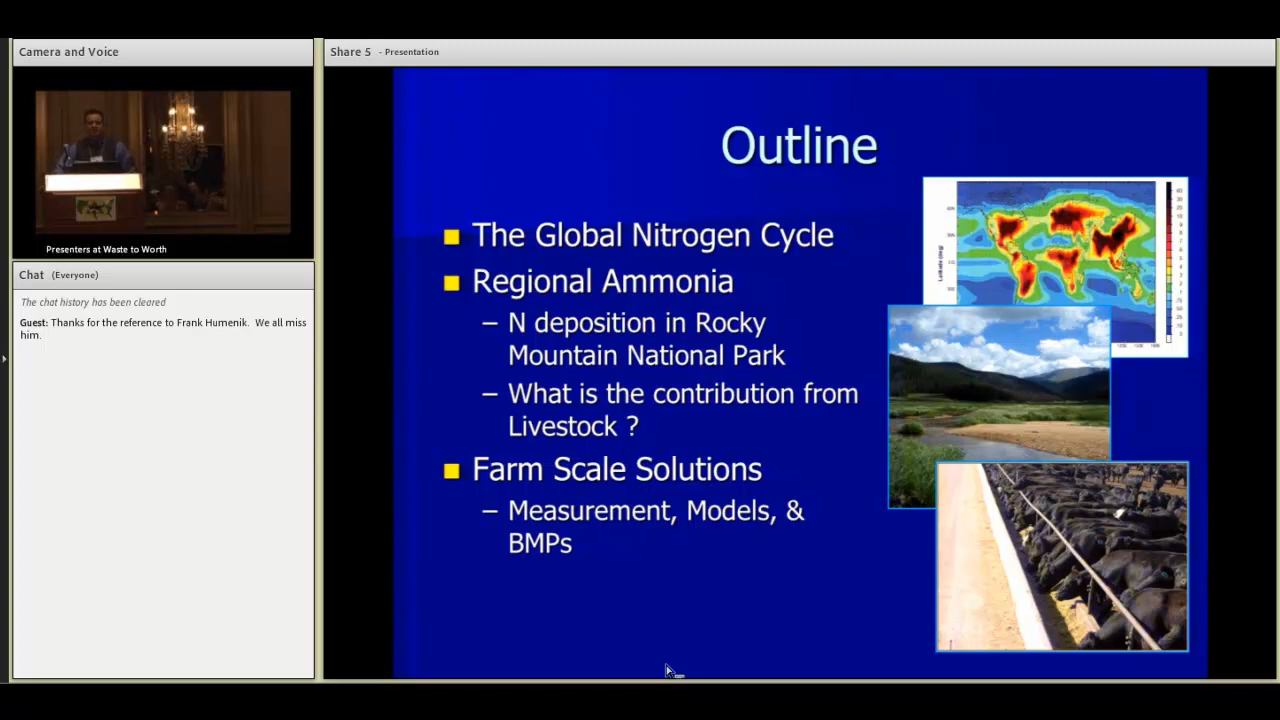 Camera and Voice
Presenters at Waste to Worth
Chat (Everyone)
The chat history has been cleared
Guest: Thanks for the reference to Frank Humenik. We all miss
him.
Share 5 - Presentation
Outline
The Global Nitrogen Cycle
Regional Ammonia
– N deposition in Rocky
Mountain National Park
– What is the contribution from
Livestock ?
Farm Scale Solutions
– Measurement, Models, &
BMPs